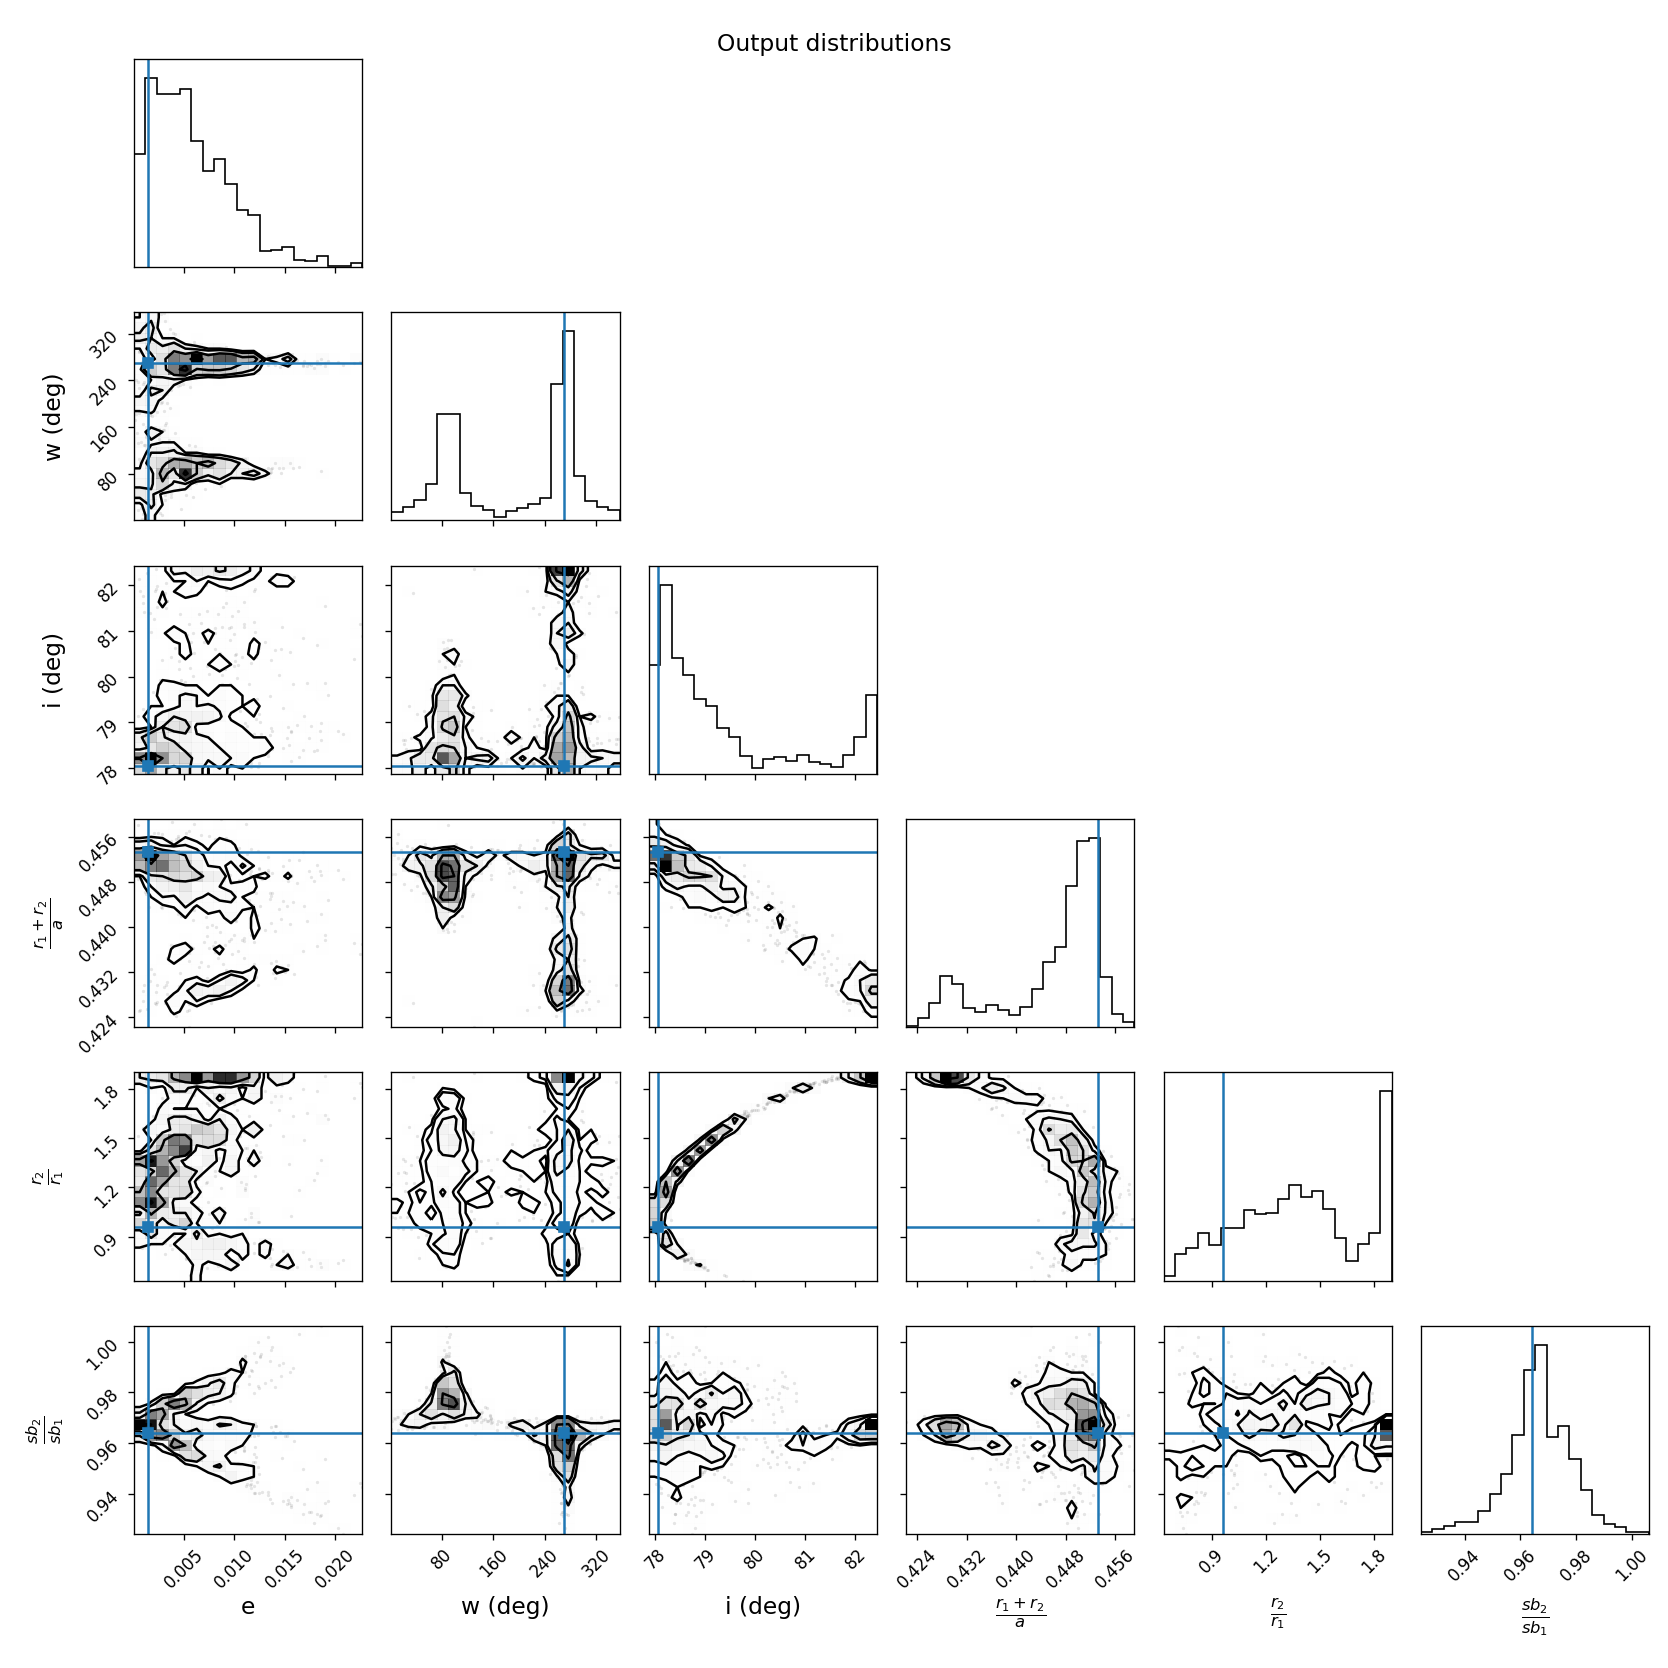 Output distributions
w (deg)
320
240
160
80
i (deg)
82
81
80
79
78
r₁ + r₂
a
0.456
0.448
0.440
0.432
0.424
r₂
r₁
1.8
1.5
1.2
0.9
sb₂
sb₁
1.00
0.98
0.96
0.94
0.005 0.010 0.015 0.020
80 160 240 320
78 79 80 81 82
0.424 0.432 0.440 0.448 0.456
0.9 1.2 1.5 1.8
0.94 0.96 0.98 1.00
e
w (deg)
i (deg)
r₁ + r₂
a
r₂
r₁
sb₂
sb₁